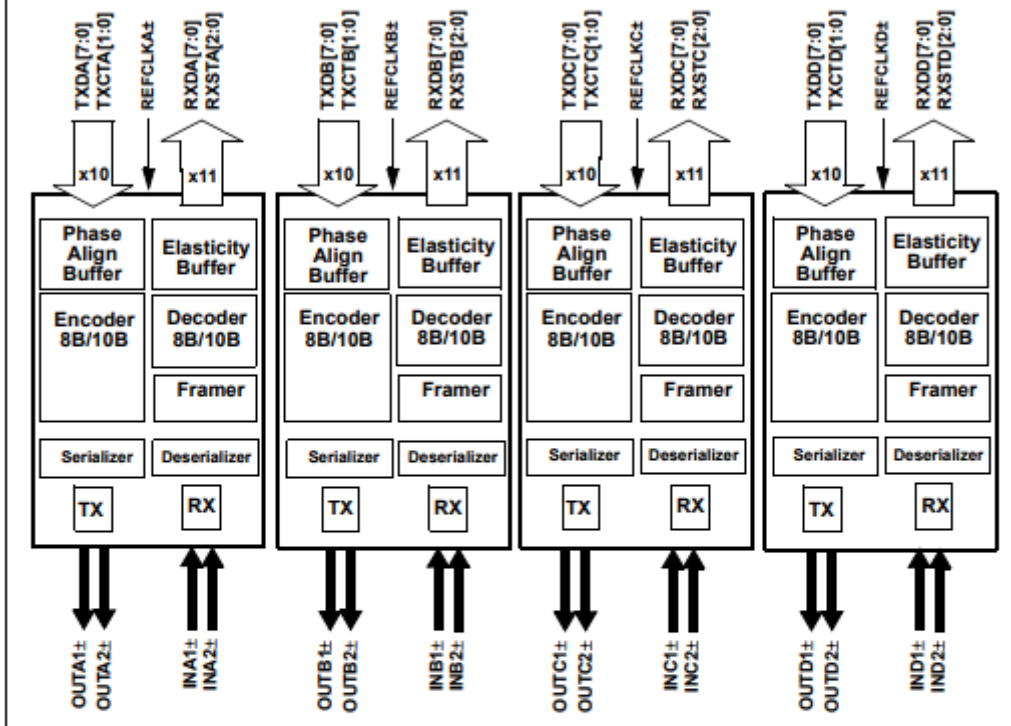 TXDA[7:0]
TXCTA[1:0]
REFCLKA±
RXDA[7:0]
RXSTA[2:0]
TXDB[7:0]
TXCTB[1:0]
REFCLKB±
RXDB[7:0]
RXSTB[2:0]
TXDC[7:0]
TXCTC[1:0]
REFCLKC±
RXDC[7:0]
RXSTC[2:0]
TXDD[7:0]
TXCTD[1:0]
REFCLKD±
RXDD[7:0]
RXSTD[2:0]
x10
x11
x10
x11
x10
x11
x10
x11
Phase
Align
Buffer
Elasticity
Buffer
Encoder
8B/10B
Decoder
8B/10B
Framer
Serializer
Deserializer
TX
RX
Phase
Align
Buffer
Elasticity
Buffer
Encoder
8B/10B
Decoder
8B/10B
Framer
Serializer
Deserializer
TX
RX
Phase
Align
Buffer
Elasticity
Buffer
Encoder
8B/10B
Decoder
8B/10B
Framer
Serializer
Deserializer
TX
RX
Phase
Align
Buffer
Elasticity
Buffer
Encoder
8B/10B
Decoder
8B/10B
Framer
Serializer
Deserializer
TX
RX
OUTA1±
OUTA2±
INA1±
INA2±
OUTB1±
OUTB2±
INB1±
INB2±
OUTC1±
OUTC2±
INC1±
INC2±
OUTD1±
OUTD2±
IND1±
IND2±